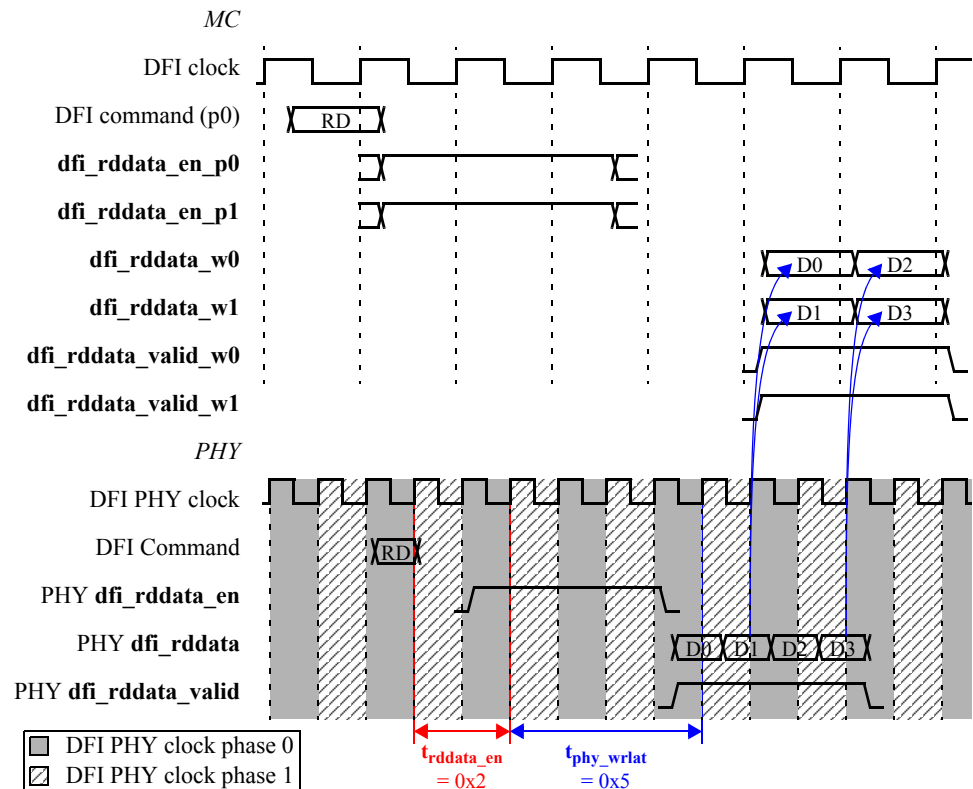 MC
DFI clock
DFI command (p0)
RD
dfi_rddata_en_p0
dfi_rddata_en_p1
dfi_rddata_w0
D0
D2
dfi_rddata_w1
D1
D3
dfi_rddata_valid_w0
dfi_rddata_valid_w1
PHY
DFI PHY clock
DFI Command
RD
PHY dfi_rddata_en
PHY dfi_rddata
D0
D1
D2
D3
PHY dfi_rddata_valid
DFI PHY clock phase 0
DFI PHY clock phase 1
trddata_en
= 0x2
tphy_wrlat
= 0x5